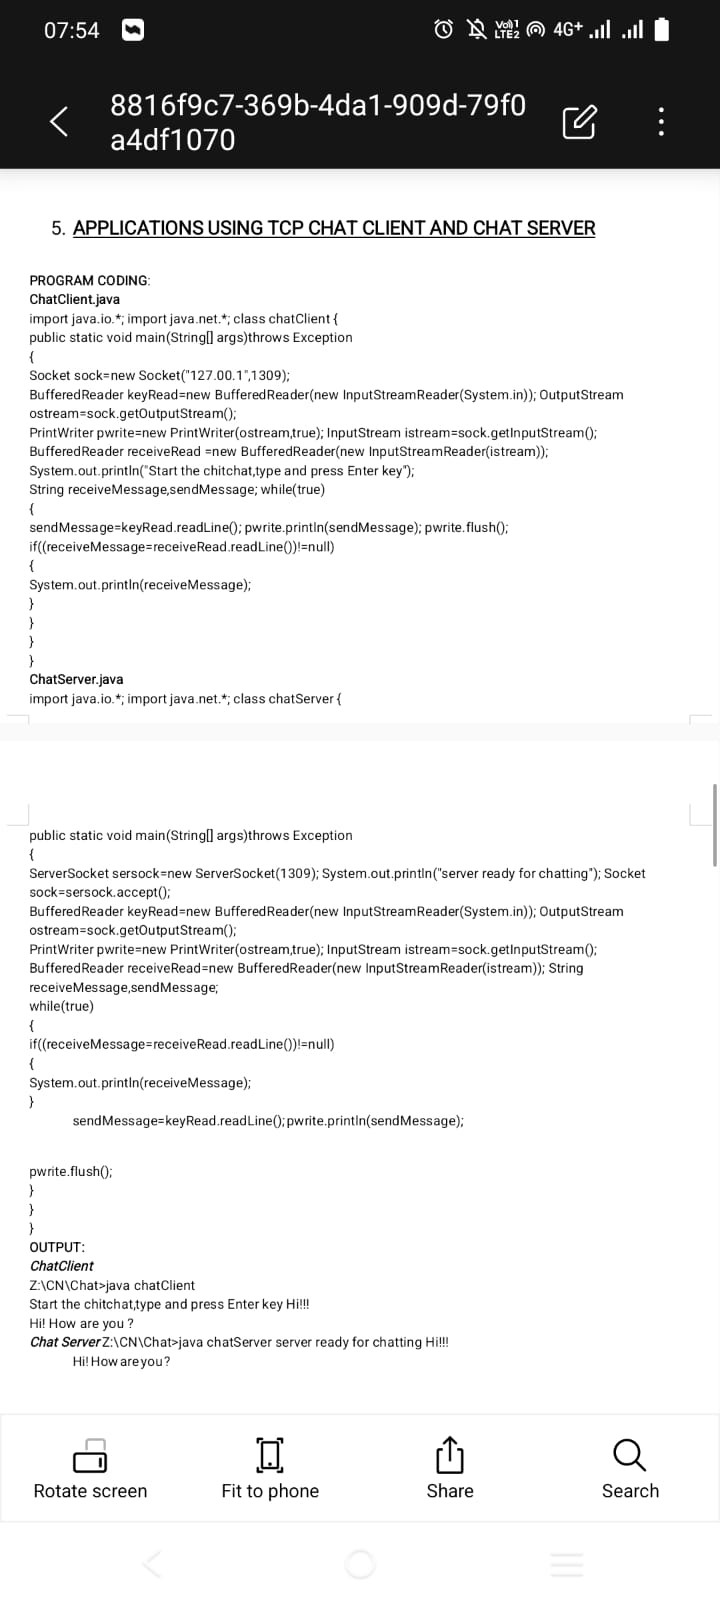 07:54
Vo))1
LTE2
4G+
8816f9c7-369b-4da1-909d-79f0
a4df1070
5. APPLICATIONS USING TCP CHAT CLIENT AND CHAT SERVER
PROGRAM CODING:
ChatClient.java
import java.io.*; import java.net.*; class chatClient {
public static void main(String[] args)throws Exception
{
Socket sock=new Socket("127.00.1",1309);
BufferedReader keyRead=new BufferedReader(new InputStreamReader(System.in)); OutputStream
ostream=sock.getOutputStream();
PrintWriter pwrite=new PrintWriter(ostream,true); InputStream istream=sock.getInputStream();
BufferedReader receiveRead =new BufferedReader(new InputStreamReader(istream));
System.out.println("Start the chitchat,type and press Enter key");
String receiveMessage,sendMessage; while(true)
{
sendMessage=keyRead.readLine(); pwrite.println(sendMessage); pwrite.flush();
if((receiveMessage=receiveRead.readLine())!=null)
{
System.out.println(receiveMessage);
}
}
}
}
ChatServer.java
import java.io.*; import java.net.*; class chatServer {
public static void main(String[] args)throws Exception
{
ServerSocket sersock=new ServerSocket(1309); System.out.println("server ready for chatting"); Socket
sock=sersock.accept();
BufferedReader keyRead=new BufferedReader(new InputStreamReader(System.in)); OutputStream
ostream=sock.getOutputStream();
PrintWriter pwrite=new PrintWriter(ostream,true); InputStream istream=sock.getInputStream();
BufferedReader receiveRead=new BufferedReader(new InputStreamReader(istream)); String
receiveMessage,sendMessage;
while(true)
{
if((receiveMessage=receiveRead.readLine())!=null)
{
System.out.println(receiveMessage);
}
sendMessage=keyRead.readLine();pwrite.println(sendMessage);
pwrite.flush();
}
}
}
OUTPUT:
ChatClient
Z:\CN\Chat>java chatClient
Start the chitchat,type and press Enter key Hi!!!
Hi! How are you ?
Chat ServerZ:\CN\Chat>java chatServer server ready for chatting Hi!!!
Hi! How are you?
Rotate screen
Fit to phone
Share
Search